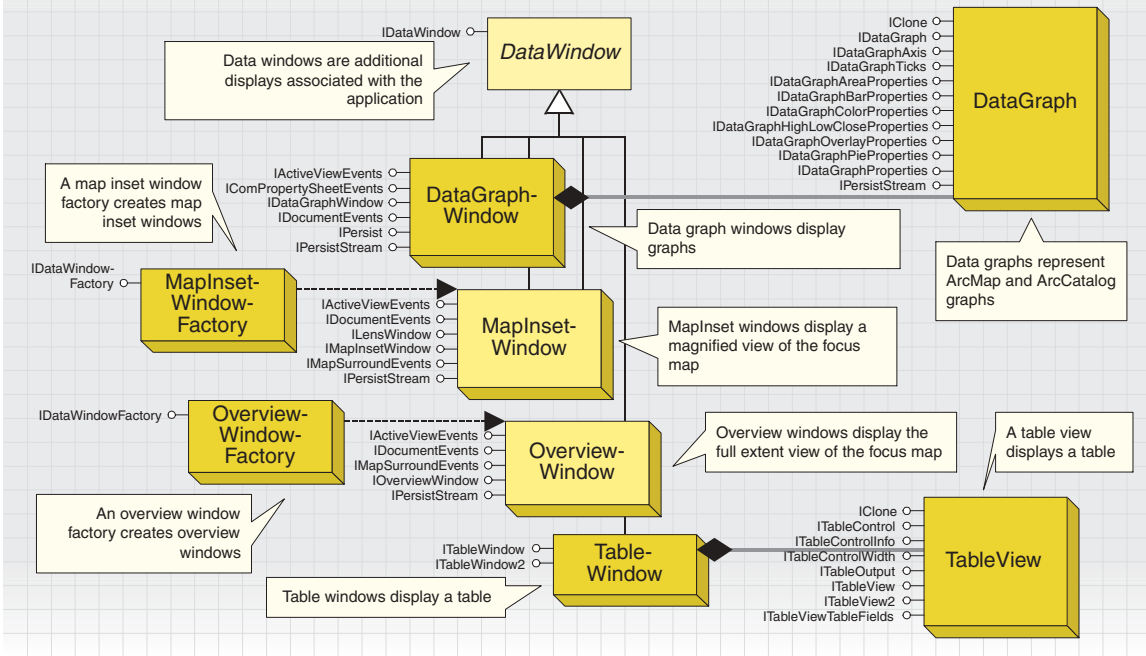 IDataWindow
DataWindow
Data windows are additional
displays associated with the
application
IClone
IDataGraph
IDataGraphAxis
IDataGraphTicks
IDataGraphAreaProperties
IDataGraphBarProperties
IDataGraphColorProperties
IDataGraphHighLowCloseProperties
IDataGraphOverlayProperties
IDataGraphPieProperties
IDataGraphProperties
IPersistStream
DataGraph
A map inset window
factory creates map
inset windows
IActiveViewEvents
IComPropertySheetEvents
IDataGraphWindow
IDocumentEvents
IPersist
IPersistStream
DataGraph-
Window
Data graph windows display
graphs
Data graphs represent
ArcMap and ArcCatalog
graphs
IDataWindow-
Factory
MapInset-
Window-
Factory
IActiveViewEvents
IDocumentEvents
ILensWindow
IMapInsetWindow
IMapSurroundEvents
IPersistStream
MapInset-
Window
MapInset windows display a
magnified view of the focus
map
IDataWindowFactory
Overview-
Window-
Factory
IActiveViewEvents
IDocumentEvents
IMapSurroundEvents
IOverviewWindow
IPersistStream
Overview-
Window
Overview windows display the
full extent view of the focus map
A table view
displays a table
An overview window
factory creates overview
windows
ITableWindow
ITableWindow2
Table-
Window
Table windows display a table
IClone
ITableControl
ITableControlInfo
ITableControlWidth
ITableOutput
ITableView
ITableView2
ITableViewTableFields
TableView